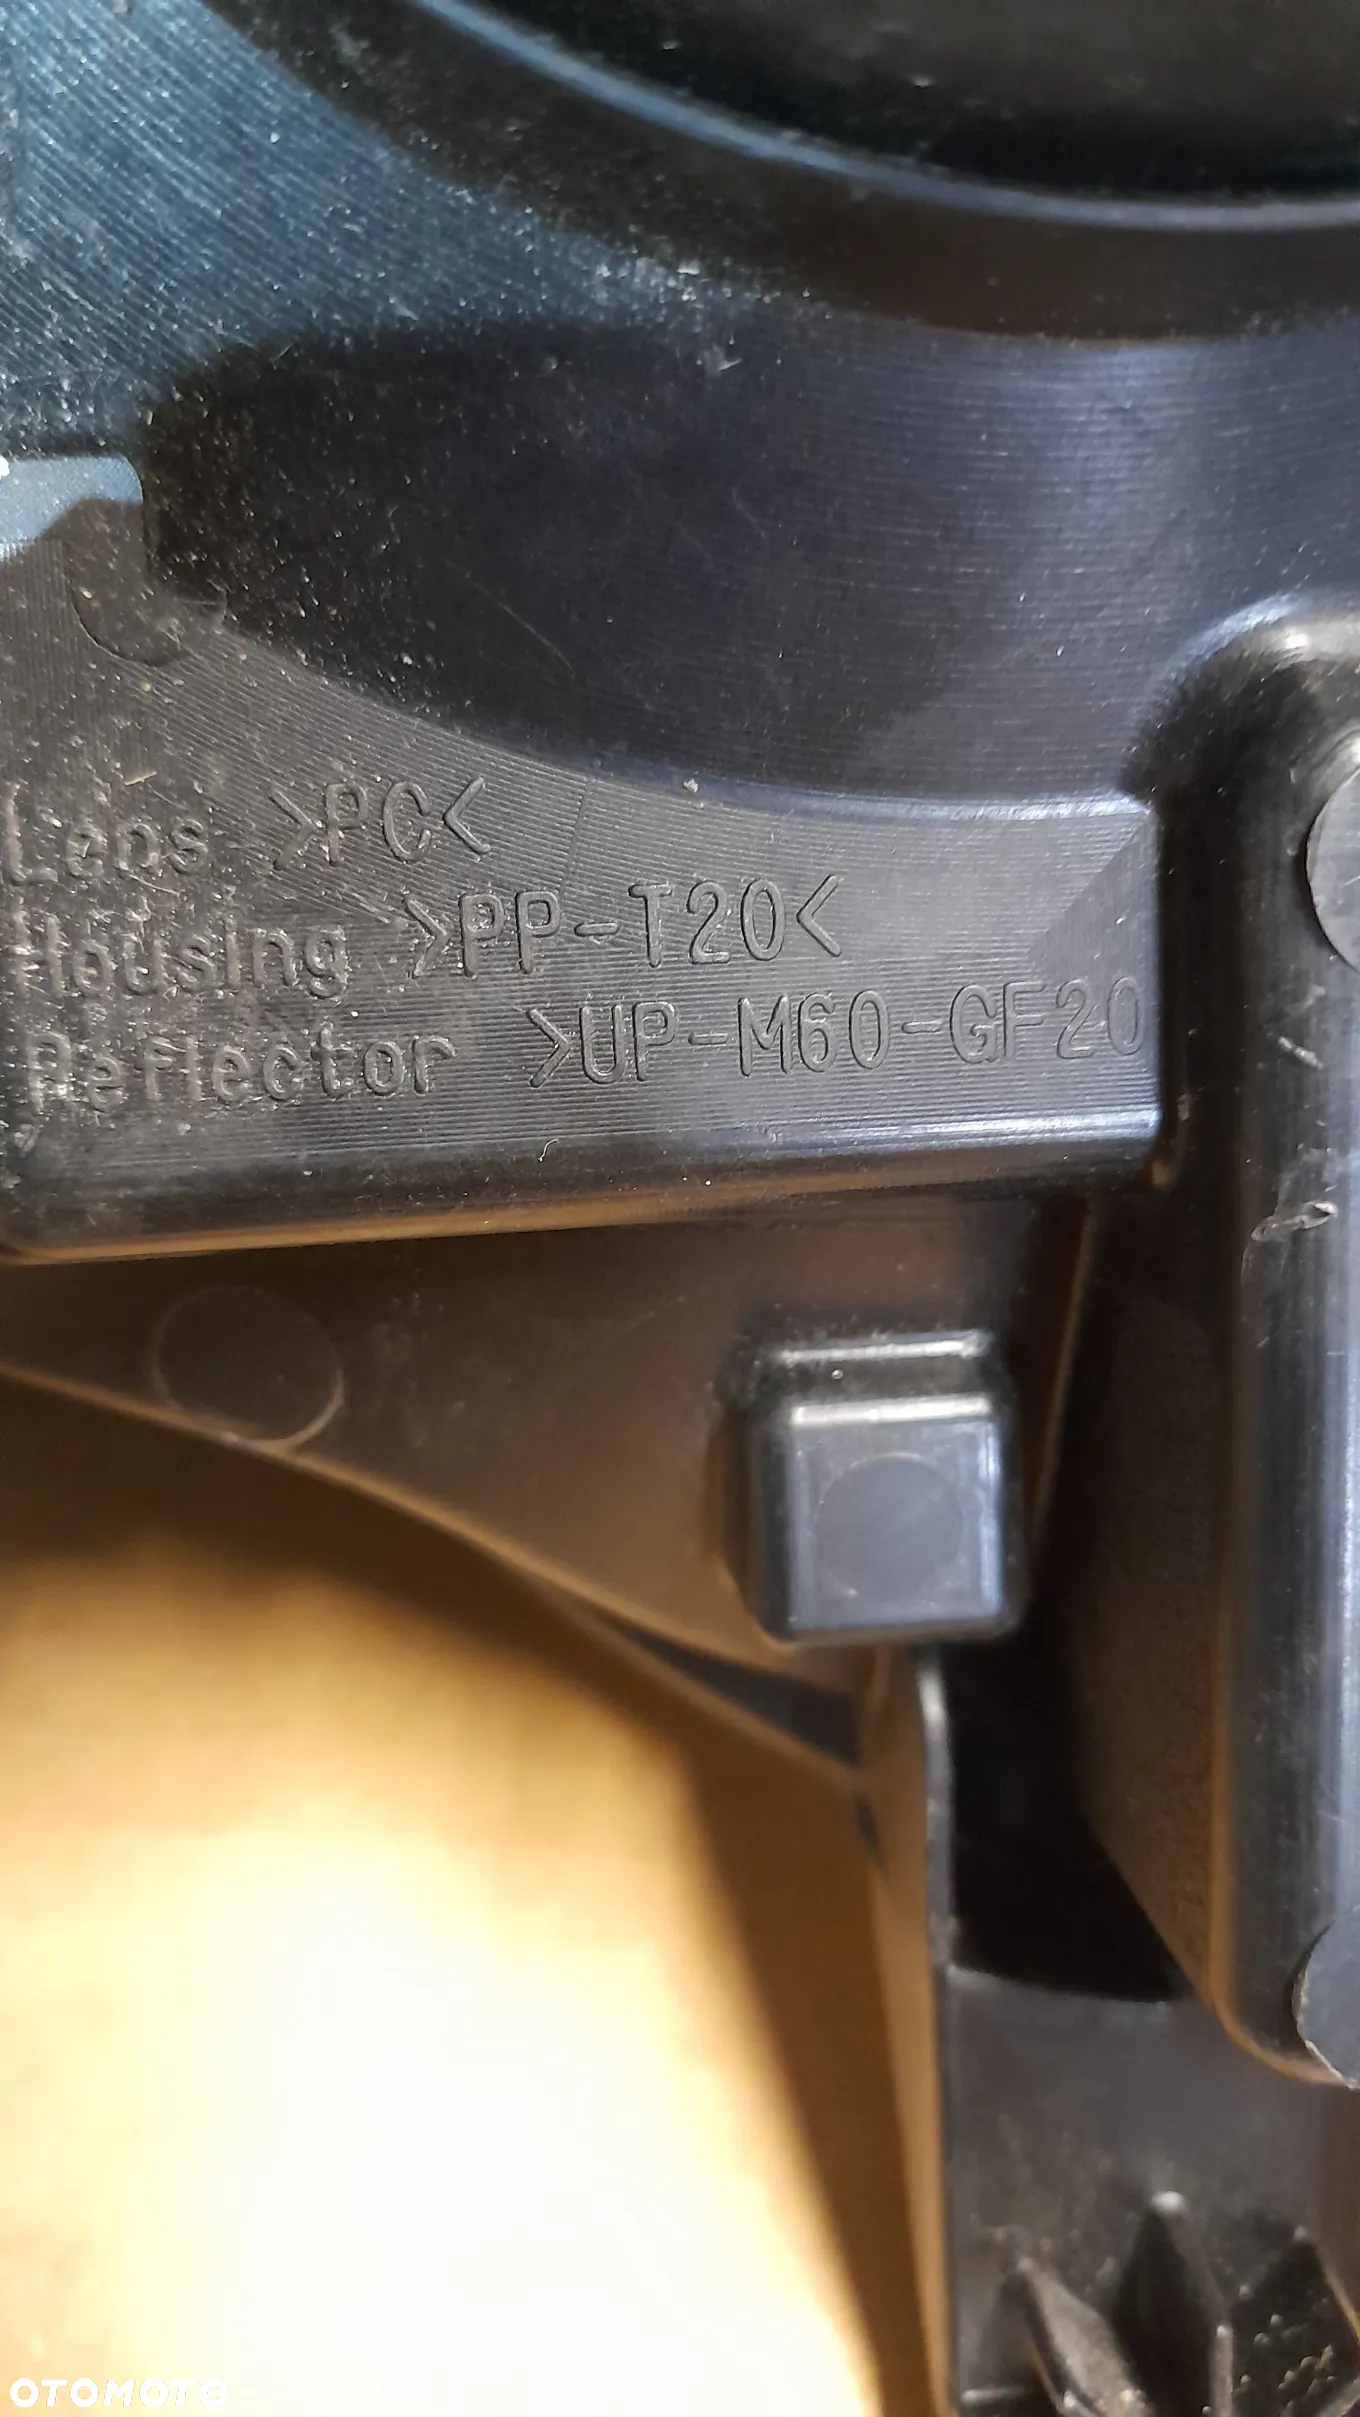 Lens >PC<
Housing >PP-T20<
Reflector >UP-M60-GF20
OTOMOTO